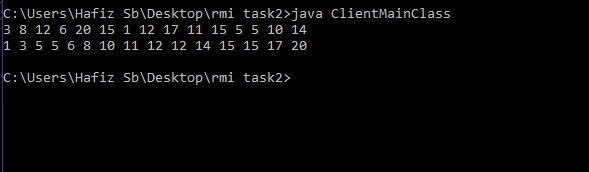 C:\Users\Hafiz Sb\Desktop\rmi task2>java ClientMainClass
3 8 12 6 20 15 1 12 17 11 15 5 5 10 14
1 3 5 5 6 8 10 11 12 12 14 15 15 17 20
C:\Users\Hafiz Sb\Desktop\rmi task2>